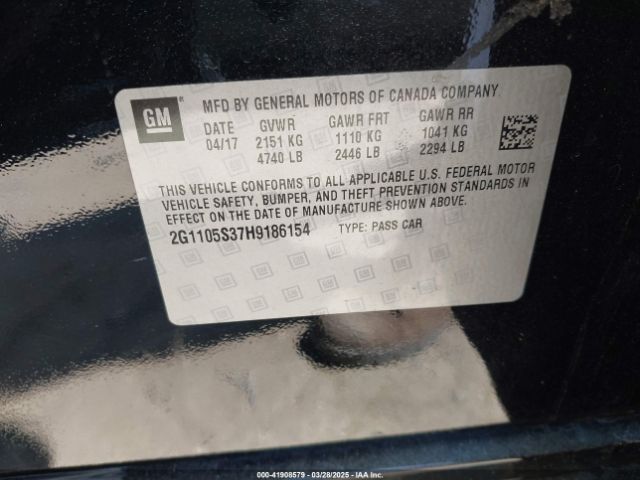 GM MFD BY GENERAL MOTORS OF CANADA COMPANY
DATE GVWR GAWR FRT GAWR RR
04/17 2151 KG 1110 KG 1041 KG
4740 LB 2446 LB 2294 LB
THIS VEHICLE CONFORMS TO ALL APPLICABLE U.S. FEDERAL MOTOR
VEHICLE SAFETY, BUMPER, AND THEFT PREVENTION STANDARDS IN
EFFECT ON THE DATE OF MANUFACTURE SHOWN ABOVE.
2G1105S37H9186154 TYPE: PASS CAR
000-41908579 | 03/28/2025 - IAAI.COM